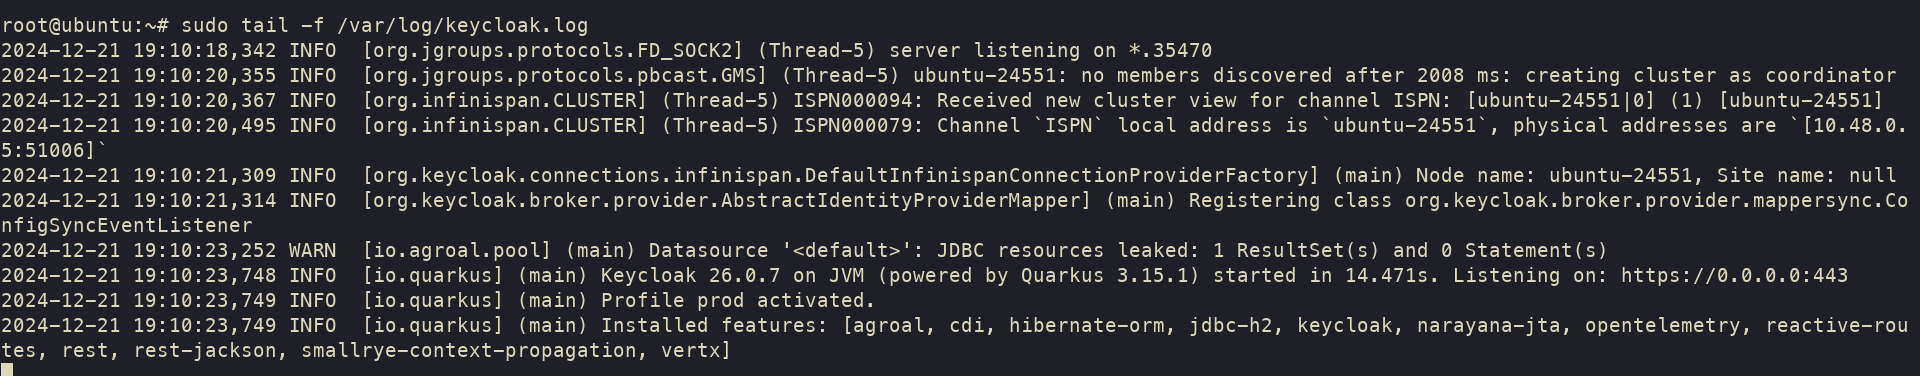 root@ubuntu:~# sudo tail -f /var/log/keycloak.log
2024-12-21 19:10:18,342 INFO  [org.jgroups.protocols.FD_SOCK2] (Thread-5) server listening on *.35470
2024-12-21 19:10:20,355 INFO  [org.jgroups.protocols.pbcast.GMS] (Thread-5) ubuntu-24551: no members discovered after 2008 ms: creating cluster as coordinator
2024-12-21 19:10:20,367 INFO  [org.infinispan.CLUSTER] (Thread-5) ISPN000094: Received new cluster view for channel ISPN: [ubuntu-24551|0] (1) [ubuntu-24551]
2024-12-21 19:10:20,495 INFO  [org.infinispan.CLUSTER] (Thread-5) ISPN000079: Channel `ISPN` local address is `ubuntu-24551`, physical addresses are `[10.48.0.
5:51006]`
2024-12-21 19:10:21,309 INFO  [org.keycloak.connections.infinispan.DefaultInfinispanConnectionProviderFactory] (main) Node name: ubuntu-24551, Site name: null
2024-12-21 19:10:21,314 INFO  [org.keycloak.broker.provider.AbstractIdentityProviderMapper] (main) Registering class org.keycloak.broker.provider.mappersync.Co
nfigSyncEventListener
2024-12-21 19:10:23,252 WARN  [io.agroal.pool] (main) Datasource '<default>': JDBC resources leaked: 1 ResultSet(s) and 0 Statement(s)
2024-12-21 19:10:23,748 INFO  [io.quarkus] (main) Keycloak 26.0.7 on JVM (powered by Quarkus 3.15.1) started in 14.471s. Listening on: https://0.0.0.0:443
2024-12-21 19:10:23,749 INFO  [io.quarkus] (main) Profile prod activated.
2024-12-21 19:10:23,749 INFO  [io.quarkus] (main) Installed features: [agroal, cdi, hibernate-orm, jdbc-h2, keycloak, narayana-jta, opentelemetry, reactive-rou
tes, rest, rest-jackson, smallrye-context-propagation, vertx]